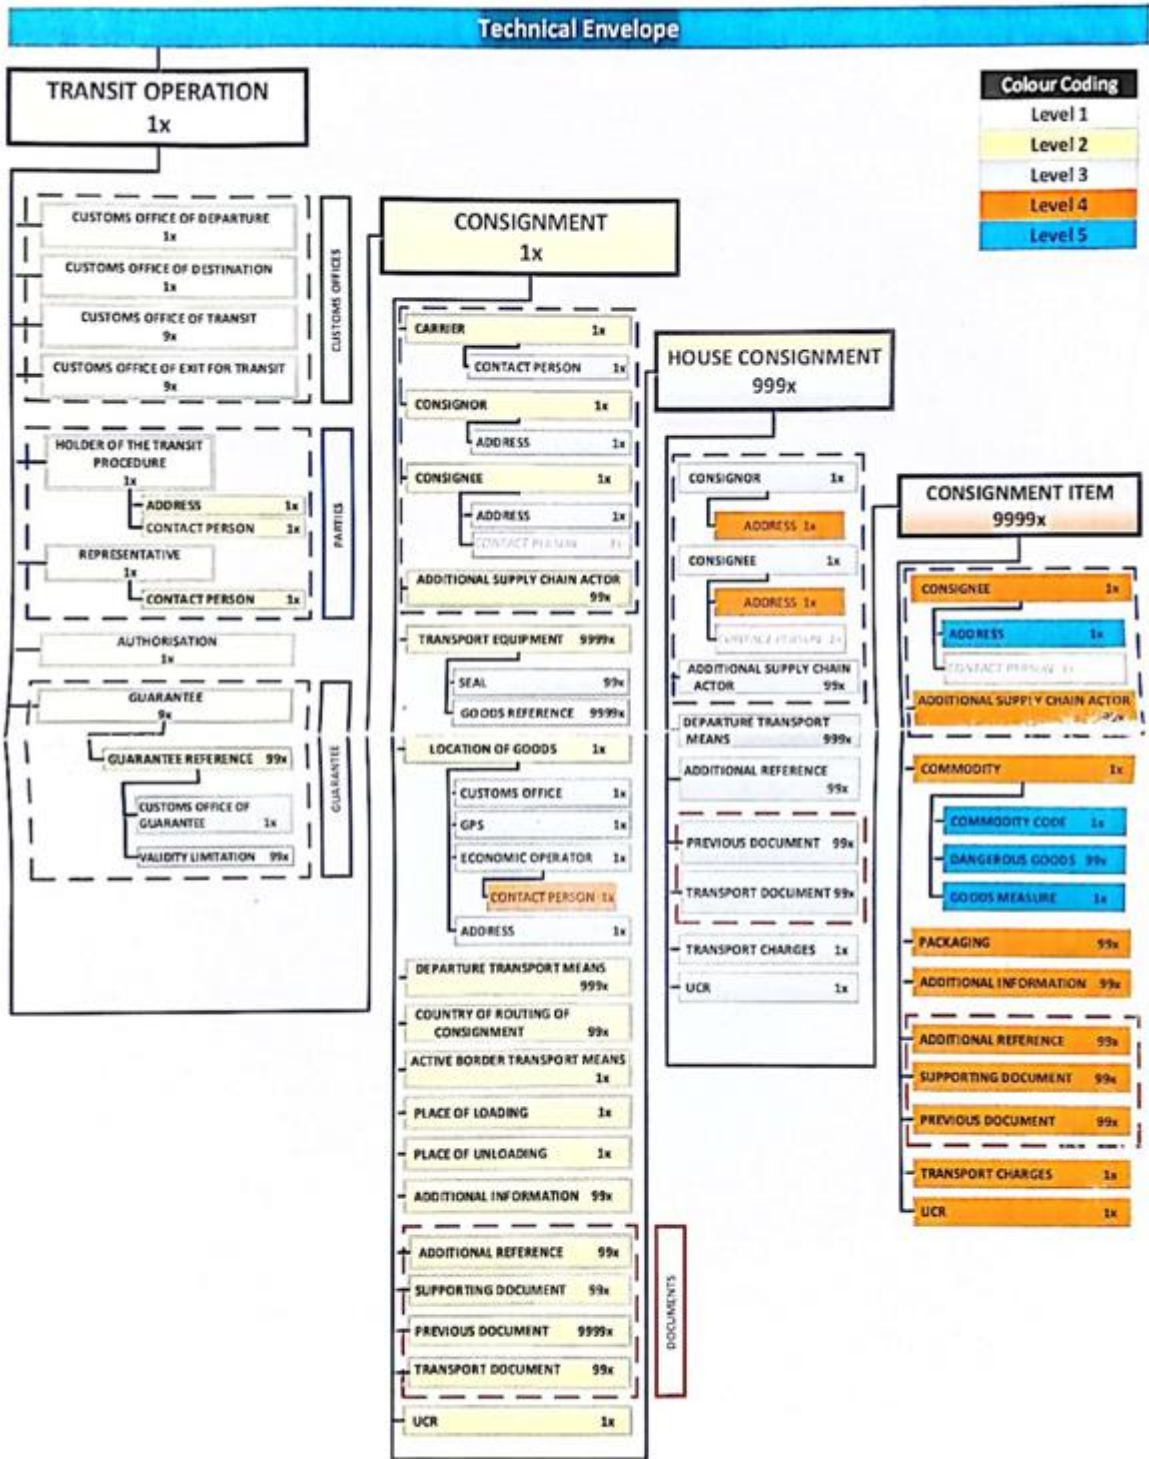 Technical Envelope
TRANSIT OPERATION
1x
Colour Coding
Level 1
Level 2
Level 3
Level 4
Level 5
CUSTOMS OFFICE OF DEPARTURE
1x
CUSTOMS OFFICE OF DESTINATION
1x
CUSTOMS OFFICE OF TRANSIT
9x
CUSTOMS OFFICE OF EXIT FOR TRANSIT
9x
CUSTOMS OFFICES
HOLDER OF THE TRANSIT
PROCEDURE
1x
ADDRESS 1x
CONTACT PERSON 1x
REPRESENTATIVE
1x
CONTACT PERSON 1x
PARTIES
AUTHORISATION
1x
GUARANTEE
9x
GUARANTEE REFERENCE 99x
CUSTOMS OFFICE OF
GUARANTEE 1x
VALIDITY LIMITATION 99x
GUARANTEE
CONSIGNMENT
1x
CARRIER 1x
CONTACT PERSON 1x
CONSIGNOR 1x
ADDRESS 1x
CONSIGNEE 1x
ADDRESS 1x
CONTACT PERSON 1x
ADDITIONAL SUPPLY CHAIN ACTOR
99x
TRANSPORT EQUIPMENT 9999x
SEAL 99x
GOODS REFERENCE 9999x
LOCATION OF GOODS 1x
CUSTOMS OFFICE 1x
GPS 1x
ECONOMIC OPERATOR 1x
CONTACT PERSON 1x
ADDRESS 1x
DEPARTURE TRANSPORT MEANS
999x
COUNTRY OF ROUTING OF
CONSIGNMENT 99x
ACTIVE BORDER TRANSPORT MEANS
1x
PLACE OF LOADING 1x
PLACE OF UNLOADING 1x
ADDITIONAL INFORMATION 99x
ADDITIONAL REFERENCE 99x
SUPPORTING DOCUMENT 99x
PREVIOUS DOCUMENT 9999x
TRANSPORT DOCUMENT 99x
DOCUMENTS
UCR 1x
HOUSE CONSIGNMENT
999x
CONSIGNOR 1x
ADDRESS 1x
CONSIGNEE 1x
ADDRESS 1x
CONTACT PERSON 1x
ADDITIONAL SUPPLY CHAIN
ACTOR 99x
DEPARTURE TRANSPORT
MEANS 999x
ADDITIONAL REFERENCE
99x
PREVIOUS DOCUMENT 99x
TRANSPORT DOCUMENT 99x
TRANSPORT CHARGES 1x
UCR 1x
CONSIGNMENT ITEM
9999x
CONSIGNEE 1x
ADDRESS 1x
CONTACT PERSON 1x
ADDITIONAL SUPPLY CHAIN ACTOR
COMMODITY 1x
COMMODITY CODE 1x
DANGEROUS GOODS 99x
GOODS MEASURE 1x
PACKAGING 99x
ADDITIONAL INFORMATION 99x
ADDITIONAL REFERENCE 99x
SUPPORTING DOCUMENT 99x
PREVIOUS DOCUMENT 99x
TRANSPORT CHARGES 1x
UCR 1x